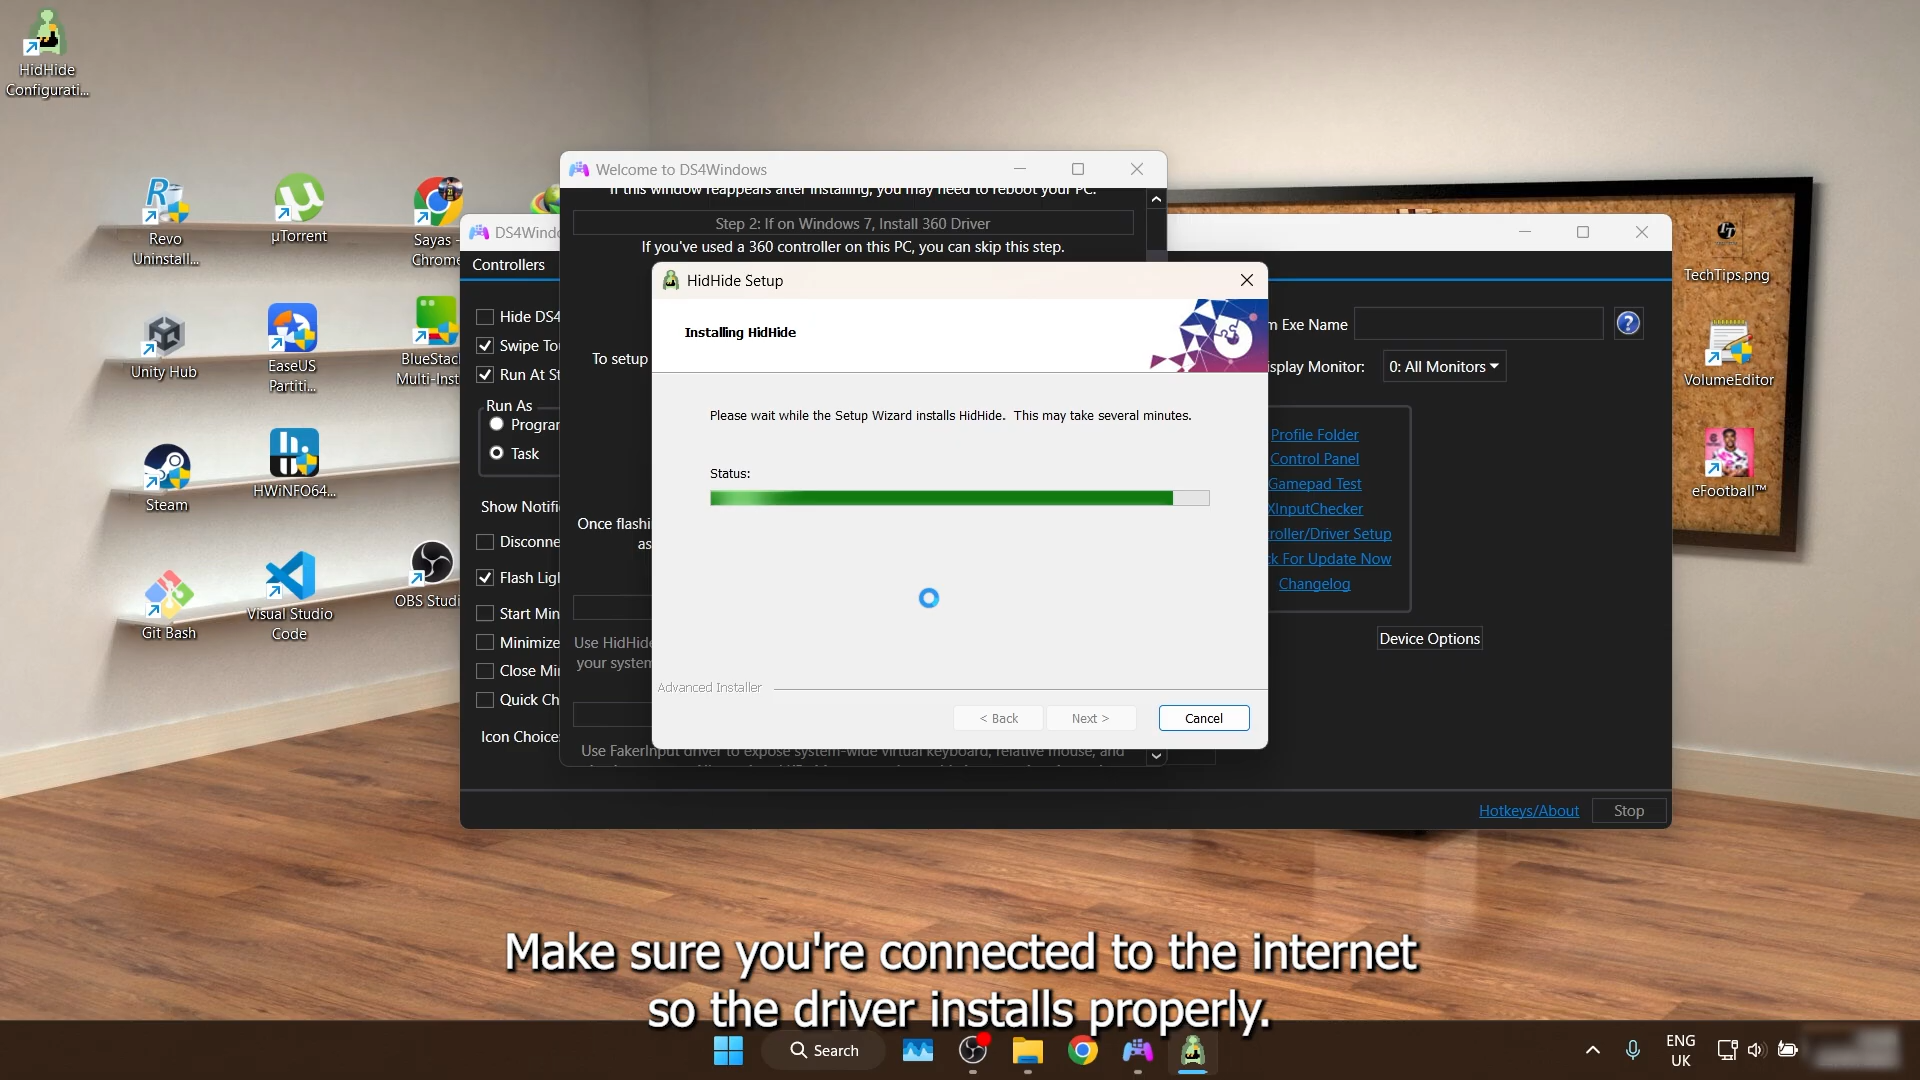 HidHide
Configurati...
Revo
Uninstall...
µTorrent
Sayas -
Chrome
Unity Hub
EaseUS
Partiti...
BlueStac
Multi-Inst
Steam
HWiNFO64...
Git Bash
Visual Studio
Code
OBS Studi
TechTips.png
VolumeEditor
eFootball™
Welcome to DS4Windows
If this window reappears after installing, you may need to reboot your PC.
Step 2: If on Windows 7, Install 360 Driver
If you've used a 360 controller on this PC, you can skip this step.
To setup
Once flashi
as
Use HidHide
your system
Use FakerInput driver to expose system-wide virtual keyboard, relative mouse, and
DS4Windo
Controllers
Hide DS4
Swipe To
Run At St
Run As
Program
Task
Show Notifi
Disconne
Flash Lig
Start Min
Minimize
Close Min
Quick Ch
Icon Choice:
m Exe Name
?
isplay Monitor:
0: All Monitors
Profile Folder
Control Panel
Gamepad Test
XInputChecker
roller/Driver Setup
ck For Update Now
Changelog
Device Options
Hotkeys/About
Stop
HidHide Setup
Installing HidHide
Please wait while the Setup Wizard installs HidHide. This may take several minutes.
Status:
Advanced Installer
< Back
Next >
Cancel
Make sure you're connected to the internet
so the driver installs properly.
Search
ENG
UK